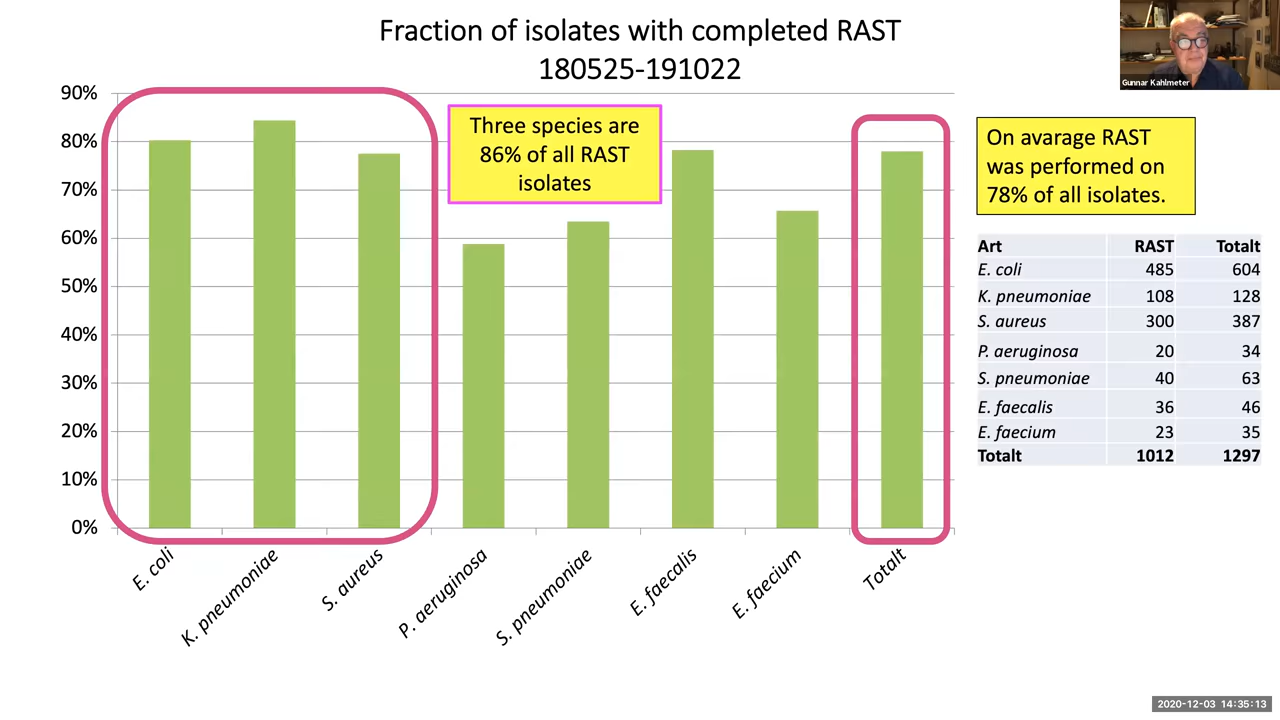 Fraction of isolates with completed RAST
180525-191022
Gunnar Kahlmeter
90%
80%
70%
60%
50%
40%
30%
20%
10%
0%
Three species are
86% of all RAST
isolates
E. coli
K. pneumoniae
S. aureus
P. aeruginosa
S. pneumoniae
E. faecalis
E. faecium
Totalt
On avarage RAST
was performed on
78% of all isolates.
Art RAST Totalt
E. coli 485 604
K. pneumoniae 108 128
S. aureus 300 387
P. aeruginosa 20 34
S. pneumoniae 40 63
E. faecalis 36 46
E. faecium 23 35
Totalt 1012 1297
2020-12-03 14:35:13